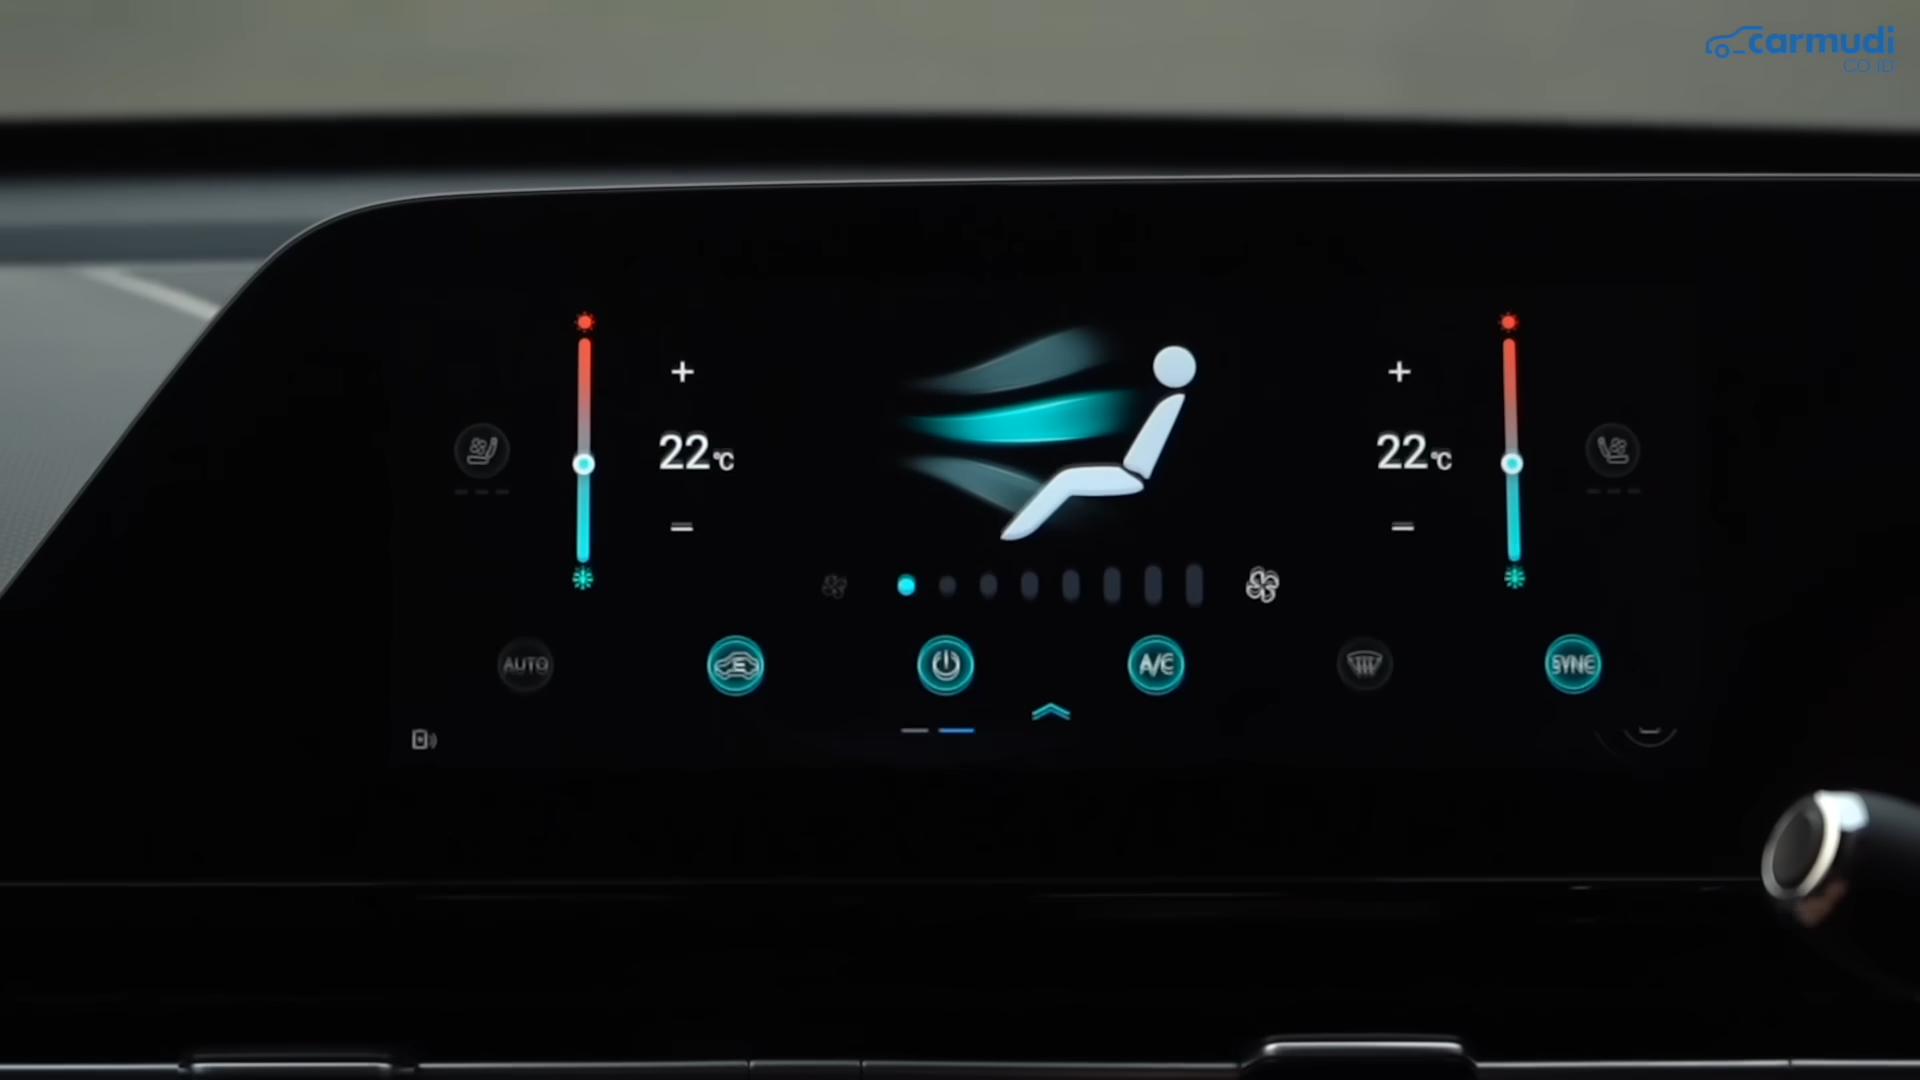 carmudi
CO.ID
+
+
22°C
22°C
−
−
AUTO
A/C
SYNC